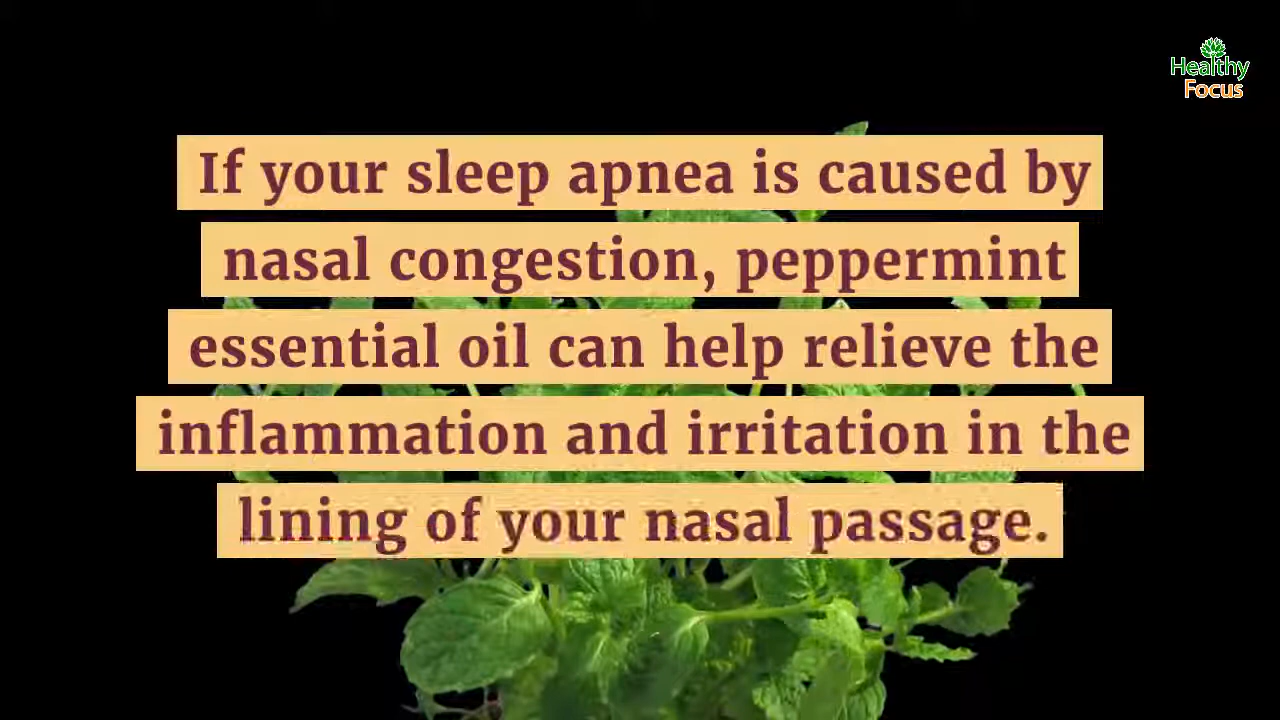 Healthy
Focus
If your sleep apnea is caused by
nasal congestion, peppermint
essential oil can help relieve the
inflammation and irritation in the
lining of your nasal passage.